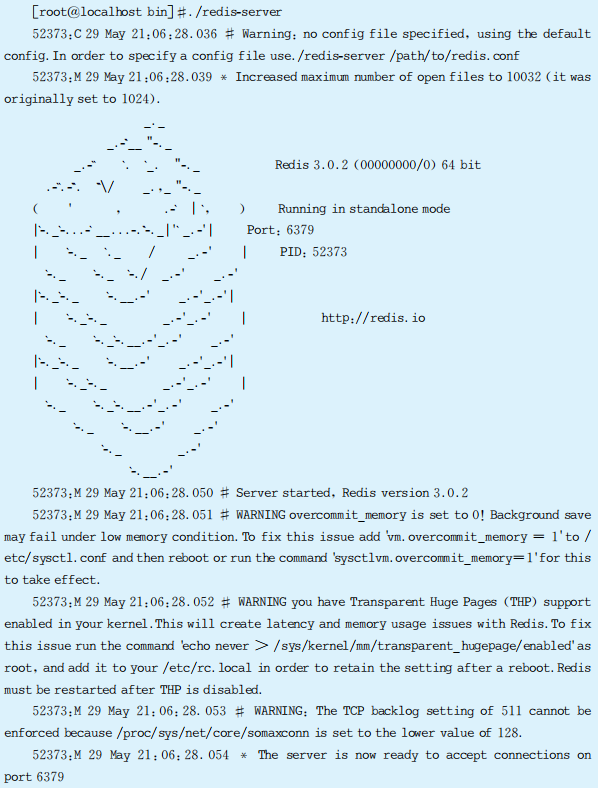 [root@localhost bin]#./redis-server
52373:C 29 May 21:06:28.036 # Warning: no config file specified, using the default
config. In order to specify a config file use./redis-server /path/to/redis.conf
52373:M 29 May 21:06:28.039 * Increased maximum number of open files to 10032 (it was
originally set to 1024).
_._
_.-`__ "-._
_.-`` `. `_. "-._ Redis 3.0.2 (00000000/0) 64 bit
.-`.-`. `\/ _.,_ "-._
( ' , .-` | `, ) Running in standalone mode
|`-._`-...-` __...-.`-._|'` _.-'| Port: 6379
| `-._ `._ / _.-' | PID: 52373
`-._ `-._ `-./ _.-' _.-'
|`-._`-._ `-.__.-' _.-'_.-'|
| `-._`-._ _.-'_.-' | http://redis.io
`-._ `-._`-.__.-'_.-' _.-'
|`-._`-._ `-.__.-' _.-'_.-'|
| `-._`-._ _.-'_.-' |
`-._ `-._`-.__.-'_.-' _.-'
`-._ `-.__.-' _.-'
`-._ _.-'
`-.__.-'
52373:M 29 May 21:06:28.050 # Server started, Redis version 3.0.2
52373:M 29 May 21:06:28.051 # WARNING overcommit_memory is set to 0! Background save
may fail under low memory condition. To fix this issue add 'vm.overcommit_memory = 1' to /
etc/sysctl.conf and then reboot or run the command 'sysctlvm.overcommit_memory=1' for this
to take effect.
52373:M 29 May 21:06:28.052 # WARNING you have Transparent Huge Pages (THP) support
enabled in your kernel. This will create latency and memory usage issues with Redis. To fix
this issue run the command 'echo never > /sys/kernel/mm/transparent_hugepage/enabled' as
root, and add it to your /etc/rc.local in order to retain the setting after a reboot. Redis
must be restarted after THP is disabled.
52373:M 29 May 21:06:28.053 # WARNING: The TCP backlog setting of 511 cannot be
enforced because /proc/sys/net/core/somaxconn is set to the lower value of 128.
52373:M 29 May 21:06:28.054 * The server is now ready to accept connections on
port 6379